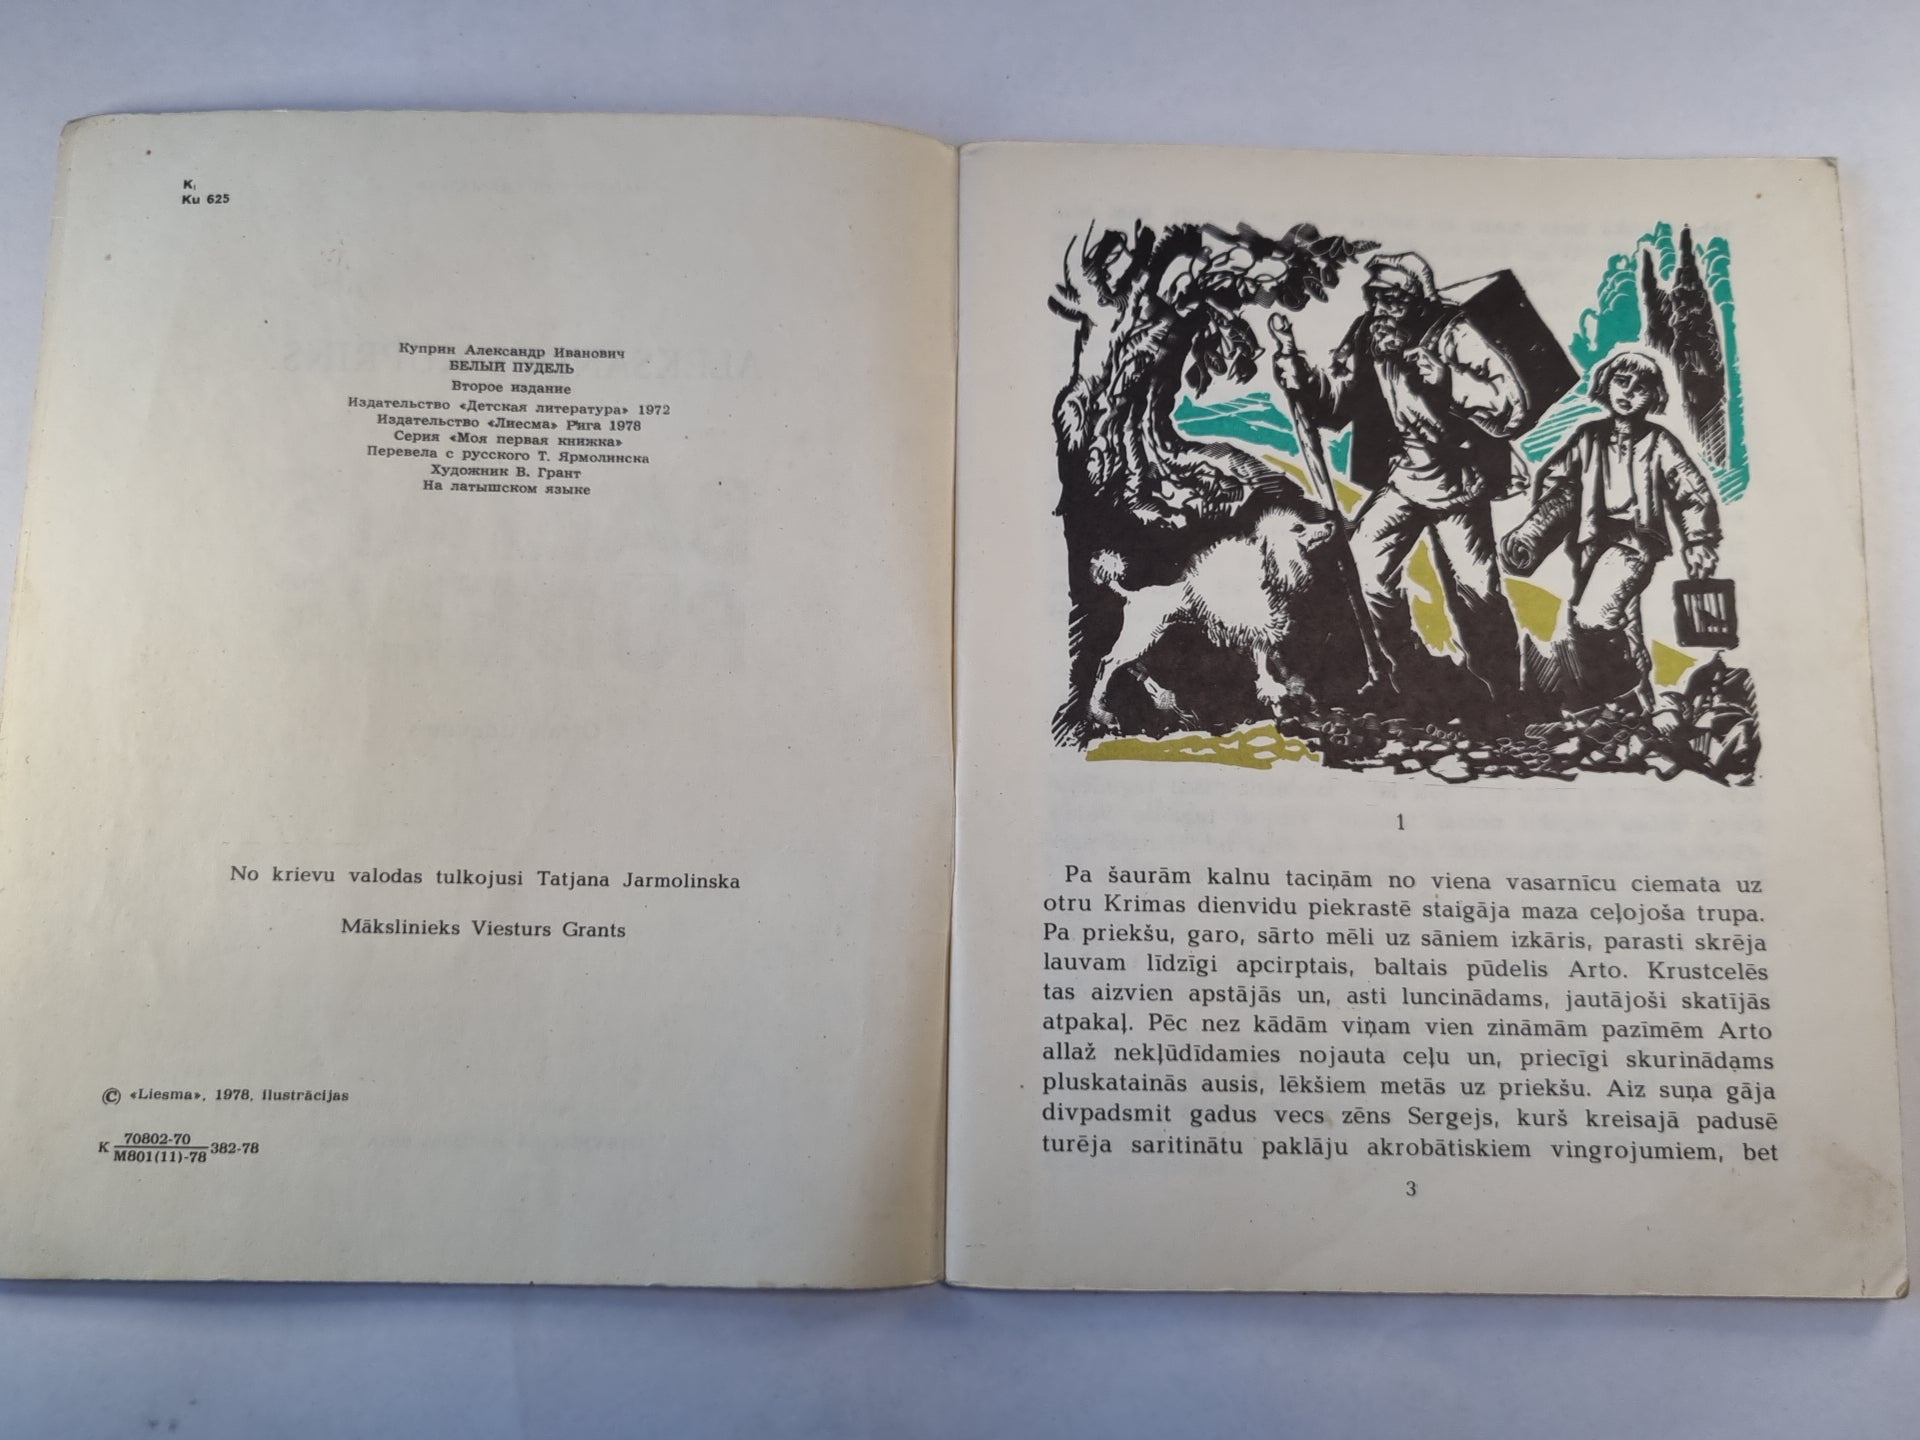 K₁
Ku 625
Куприн Александр Иванович
БЕЛЫЙ ПУДЕЛЬ
Второе издание
Издательство «Детская литература» 1972
Издательство «Лиесма» Рига 1978
Серия «Моя первая книжка»
Перевела с русского Т. Ярмолинска
Художник В. Грант
На латышском языке
No krievu valodas tulkojusi Tatjana Jarmolinska
Mākslinieks Viesturs Grants
© «Liesma», 1978, ilustrācijas
К 70802-70 382-78
М801(11)-78
1
Pa šaurām kalnu taciņām no viena vasarnīcu ciemata uz
otru Krimas dienvidu piekrastē staigāja maza ceļojoša trupa.
Pa priekšu, garo, sārto mēli uz sāniem izkāris, parasti skrēja
lauvam līdzīgi apcirptais, baltais pūdelis Arto. Krustcelēs
tas aizvien apstājās un, asti luncinādams, jautājoši skatījās
atpakaļ. Pēc nez kādām viņam vien zināmām pazīmēm Arto
allaž nekļūdīdamies nojauta ceļu un, priecīgi skurinādams
pluskatainās ausis, lēkšiem metās uz priekšu. Aiz suņa gāja
divpadsmit gadus vecs zēns Sergejs, kurš kreisajā padusē
turēja saritinātu paklāju akrobātiskiem vingrojumiem, bet
3